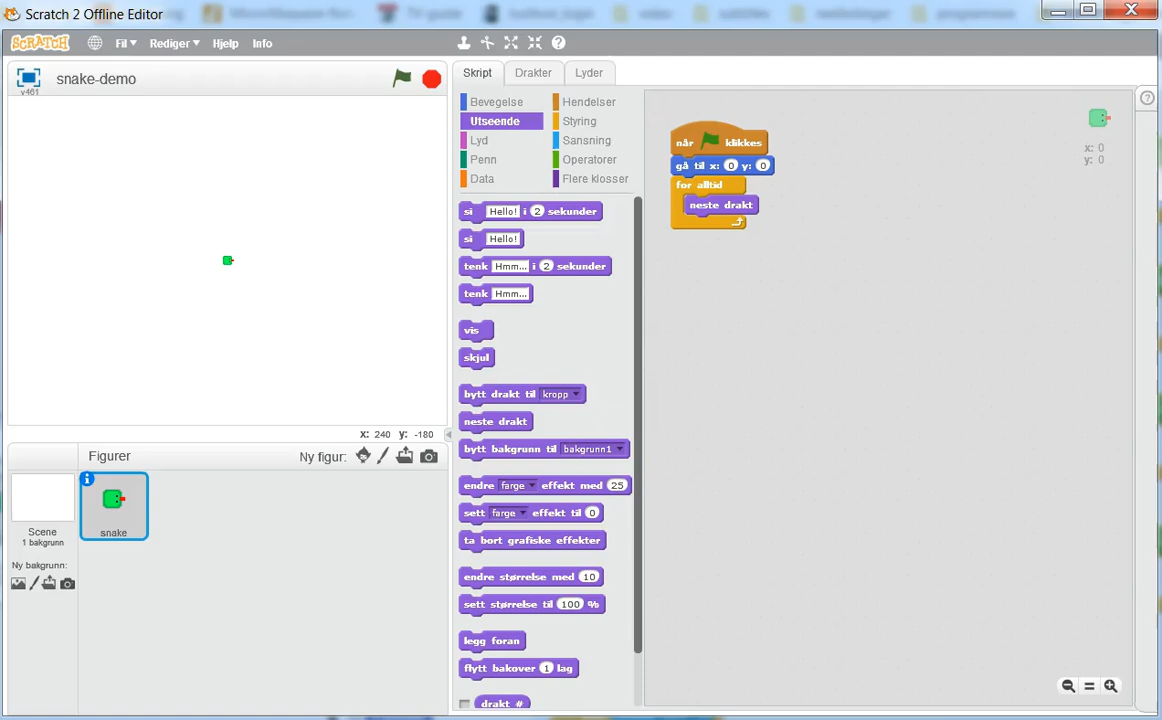 Scratch 2 Offline Editor
SCRATCH Fil Rediger Hjelp Info
snake-demo
v461
Skript Drakter Lyder
Bevegelse Hendelser
Utseende Styring
Lyd Sansning
Penn Operatorer
Data Flere klosser
si Hello! i 2 sekunder
si Hello!
tenk Hmm... i 2 sekunder
tenk Hmm...
vis
skjul
bytt drakt til kropp
neste drakt
bytt bakgrunn til bakgrunn1
endre farge effekt med 25
sett farge effekt til 0
ta bort grafiske effekter
endre størrelse med 10
sett størrelse til 100 %
legg foran
flytt bakover 1 lag
drakt #
når klikkes
gå til x: 0 y: 0
for alltid
neste drakt
x: 0
y: 0
x: 240 y: -180
Figurer Ny figur:
snake
Scene
1 bakgrunn
Ny bakgrunn: